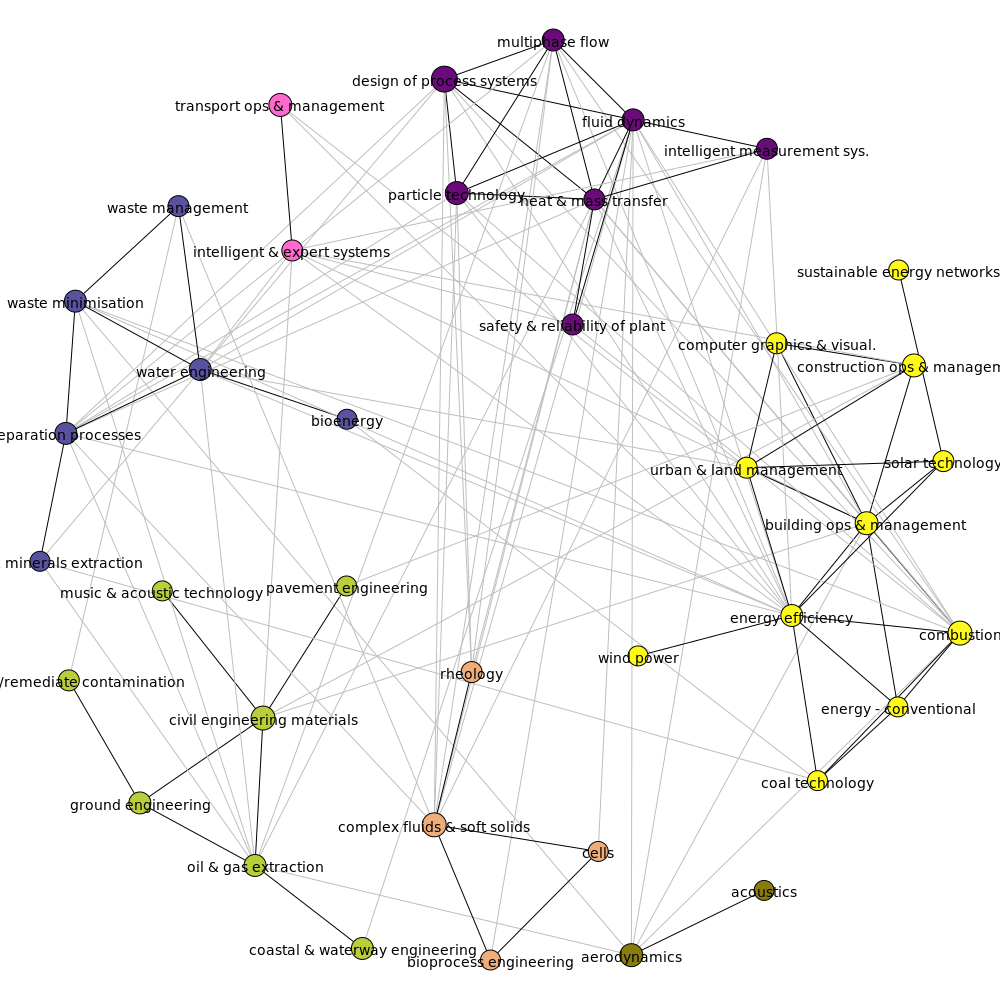 multiphase flow
design of process systems
transport ops & management
fluid dynamics
intelligent measurement sys.
particle technology
heat & mass transfer
waste management
intelligent & expert systems
sustainable energy networks
waste minimisation
safety & reliability of plant
computer graphics & visual.
construction ops & managem
water engineering
bioenergy
eparation processes
urban & land management
solar technology
building ops & management
minerals extraction
music & acoustic technology
pavement engineering
energy efficiency
combustion
wind power
rheology
/remediate contamination
energy - conventional
civil engineering materials
coal technology
ground engineering
complex fluids & soft solids
cells
oil & gas extraction
acoustics
coastal & waterway engineering
bioprocess engineering
aerodynamics